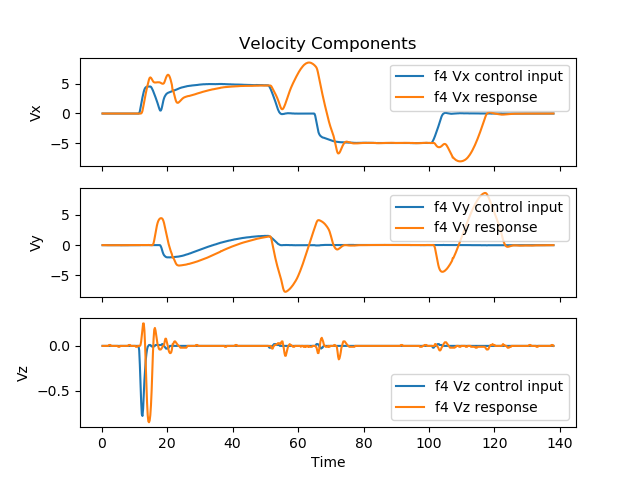 Velocity Components
Vx
5
0
−5
f4 Vx control input
f4 Vx response
Vy
5
0
−5
f4 Vy control input
f4 Vy response
Vz
0.0
−0.5
f4 Vz control input
f4 Vz response
0 20 40 60 80 100 120 140
Time